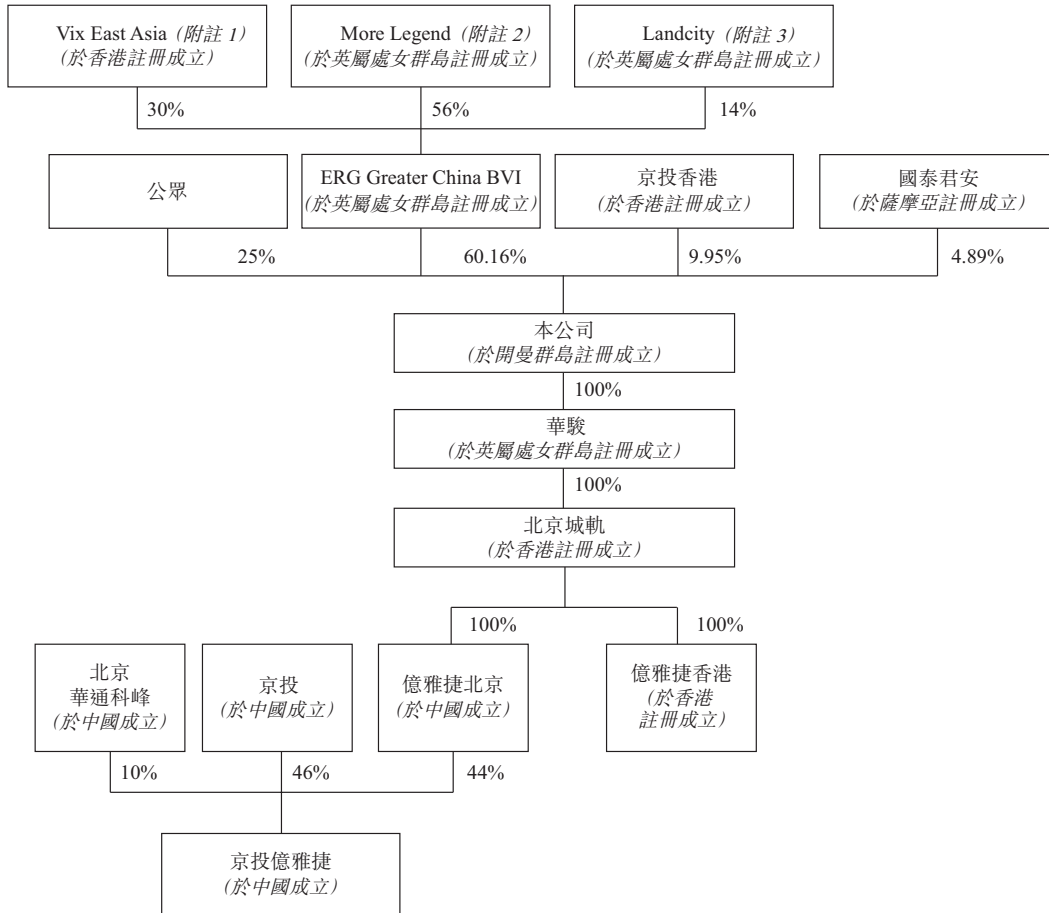 Vix East Asia (附註 1)
(於香港註冊成立)
More Legend (附註 2)
(於英屬處女群島註冊成立)
Landcity (附註 3)
(於英屬處女群島註冊成立)
30%
56%
14%
公眾
ERG Greater China BVI
(於英屬處女群島註冊成立)
京投香港
(於香港註冊成立)
國泰君安
(於薩摩亞註冊成立)
25%
60.16%
9.95%
4.89%
本公司
(於開曼群島註冊成立)
100%
華駿
(於英屬處女群島註冊成立)
100%
北京城軌
(於香港註冊成立)
100%
100%
北京
華通科峰
(於中國成立)
京投
(於中國成立)
億雅捷北京
(於中國成立)
億雅捷香港
(於香港
註冊成立)
10%
46%
44%
京投億雅捷
(於中國成立)